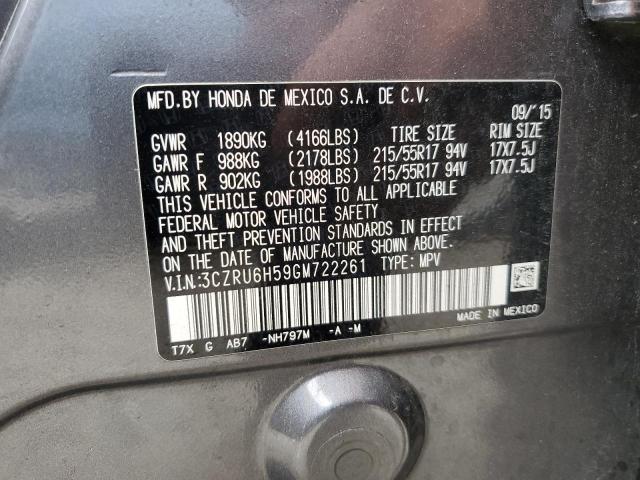 MFD.BY HONDA DE MEXICO S.A. DE C.V.
09/'15
GVWR 1890KG (4166LBS) TIRE SIZE RIM SIZE
GAWR F 988KG (2178LBS) 215/55R17 94V 17X7.5J
GAWR R 902KG (1988LBS) 215/55R17 94V 17X7.5J
THIS VEHICLE CONFORMS TO ALL APPLICABLE
FEDERAL MOTOR VEHICLE SAFETY
AND THEFT PREVENTION STANDARDS IN EFFECT
ON THE DATE OF MANUFACTURE SHOWN ABOVE.
V.I.N.:3CZRU6H59GM722261 TYPE: MPV
T7X G AB7 -NH797M -A -M
MADE IN MEXICO